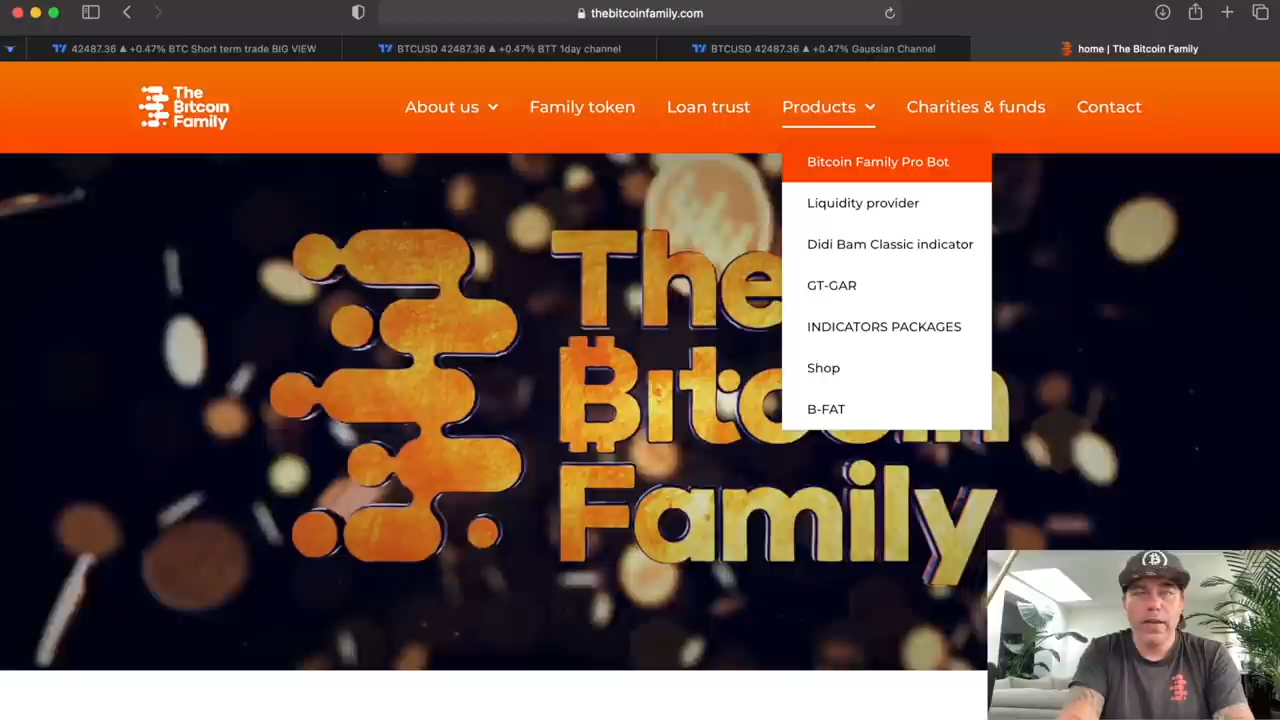 thebitcoinfamily.com
42487.36 ▲ +0.47% BTC Short term trade BIG VIEW
BTCUSD 42487.36 ▲ +0.47% BTT 1day channel
BTCUSD 42487.36 ▲ +0.47% Gaussian Channel
home | The Bitcoin Family
The
Bitcoin
Family
About us
Family token
Loan trust
Products
Charities & funds
Contact
Bitcoin Family Pro Bot
Liquidity provider
Didi Bam Classic indicator
GT-GAR
INDICATORS PACKAGES
Shop
B-FAT
The
Bitcoin
Family